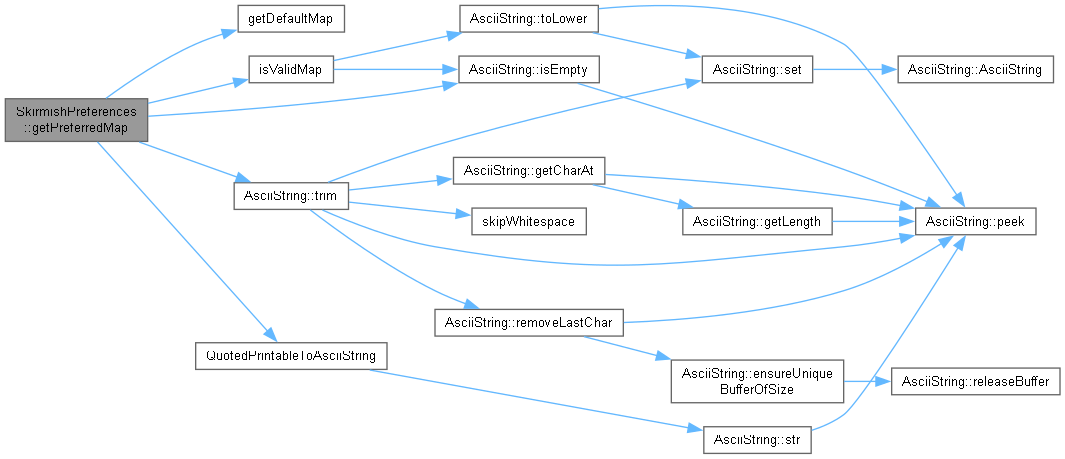 SkirmishPreferences
::getPreferredMap
getDefaultMap
isValidMap
AsciiString::trim
QuotedPrintableToAsciiString
AsciiString::toLower
AsciiString::isEmpty
AsciiString::getCharAt
skipWhitespace
AsciiString::removeLastChar
AsciiString::set
AsciiString::getLength
AsciiString::ensureUnique
BufferOfSize
AsciiString::str
AsciiString::AsciiString
AsciiString::peek
AsciiString::releaseBuffer